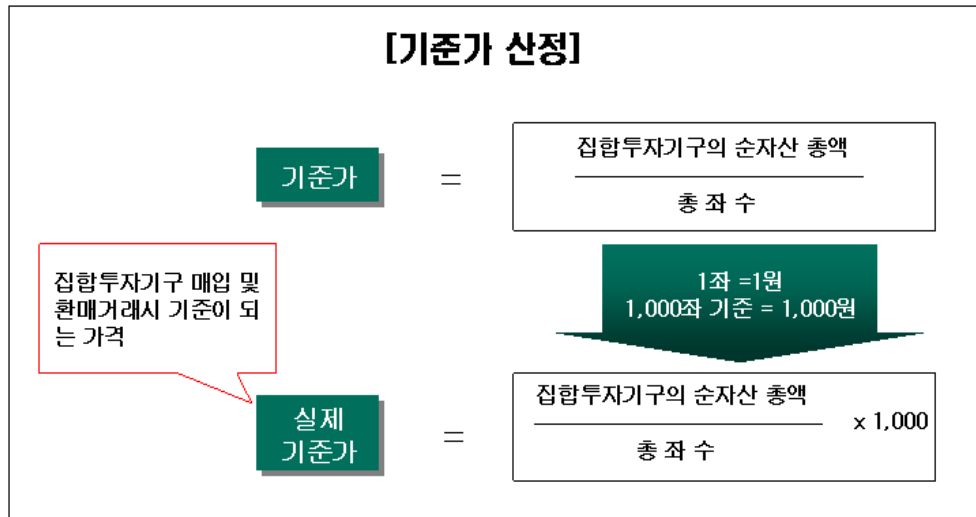 [기준가 산정]
기준가
=
집합투자기구의 순자산 총액
총 좌 수
집합투자기구 매입 및
환매거래시 기준이 되
는 가격
1좌 =1원
1,000좌 기준 = 1,000원
실제
기준가
=
집합투자기구의 순자산 총액
총 좌 수
x 1,000